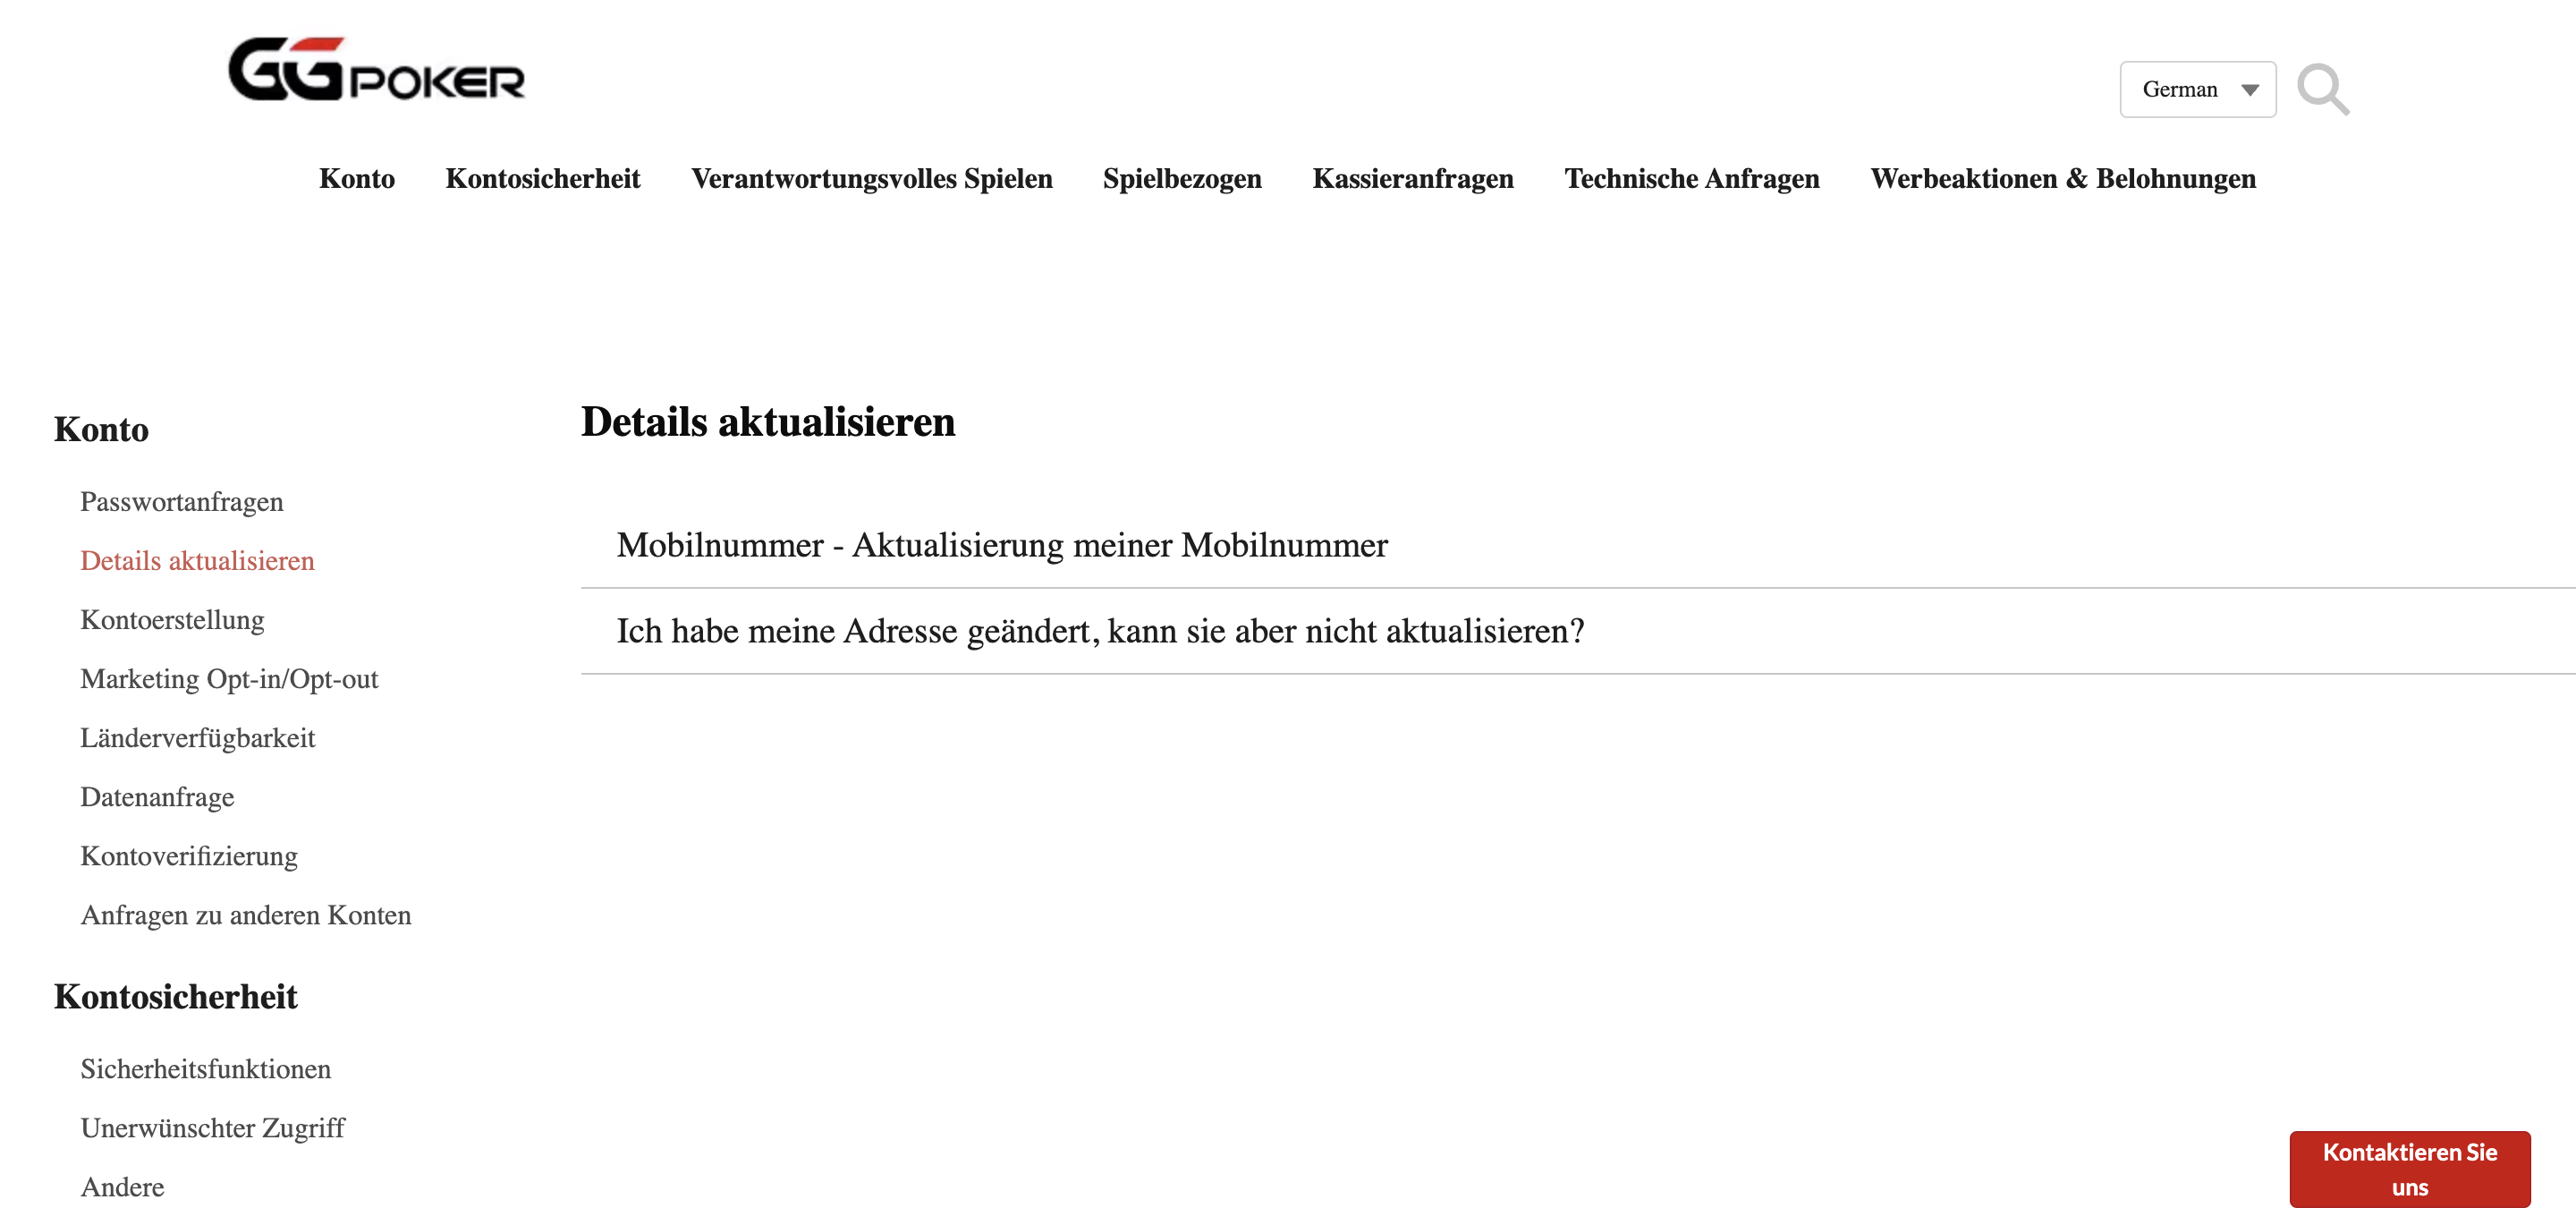 GGPOKER
German
Konto Kontosicherheit Verantwortungsvolles Spielen Spielbezogen Kassieranfragen Technische Anfragen Werbeaktionen & Belohnungen
Konto
Passwortanfragen
Details aktualisieren
Kontoerstellung
Marketing Opt-in/Opt-out
Länderverfügbarkeit
Datenanfrage
Kontoverifizierung
Anfragen zu anderen Konten
Kontosicherheit
Sicherheitsfunktionen
Unerwünschter Zugriff
Andere
Details aktualisieren
Mobilnummer - Aktualisierung meiner Mobilnummer
Ich habe meine Adresse geändert, kann sie aber nicht aktualisieren?
Kontaktieren Sie
uns